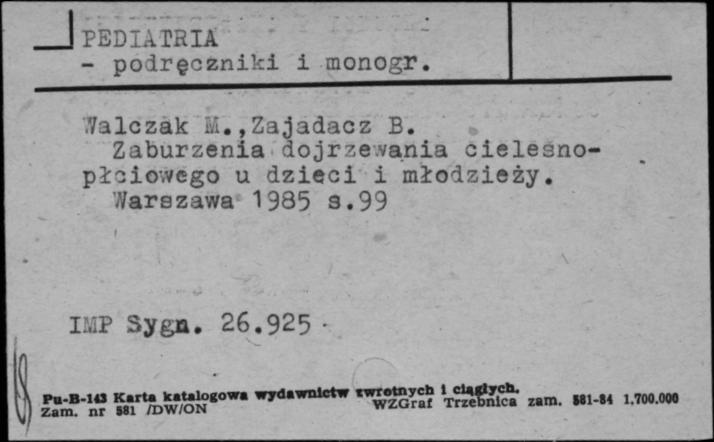 PEDIATRIA
- podręczniki i monogr.
Walczak M.,Zajadacz B.
Zaburzenia dojrzewania cielesno-
płciowego u dzieci i młodzieży.
Warszawa 1985 s.99
IMP Sygn. 26.925
Pu-B-143 Karta katalogowa wydawnictw zwrotnych i ciągłych.
Zam. nr 581 /DW/ON WZGraf Trzebnica zam. 581-84 1.700.000